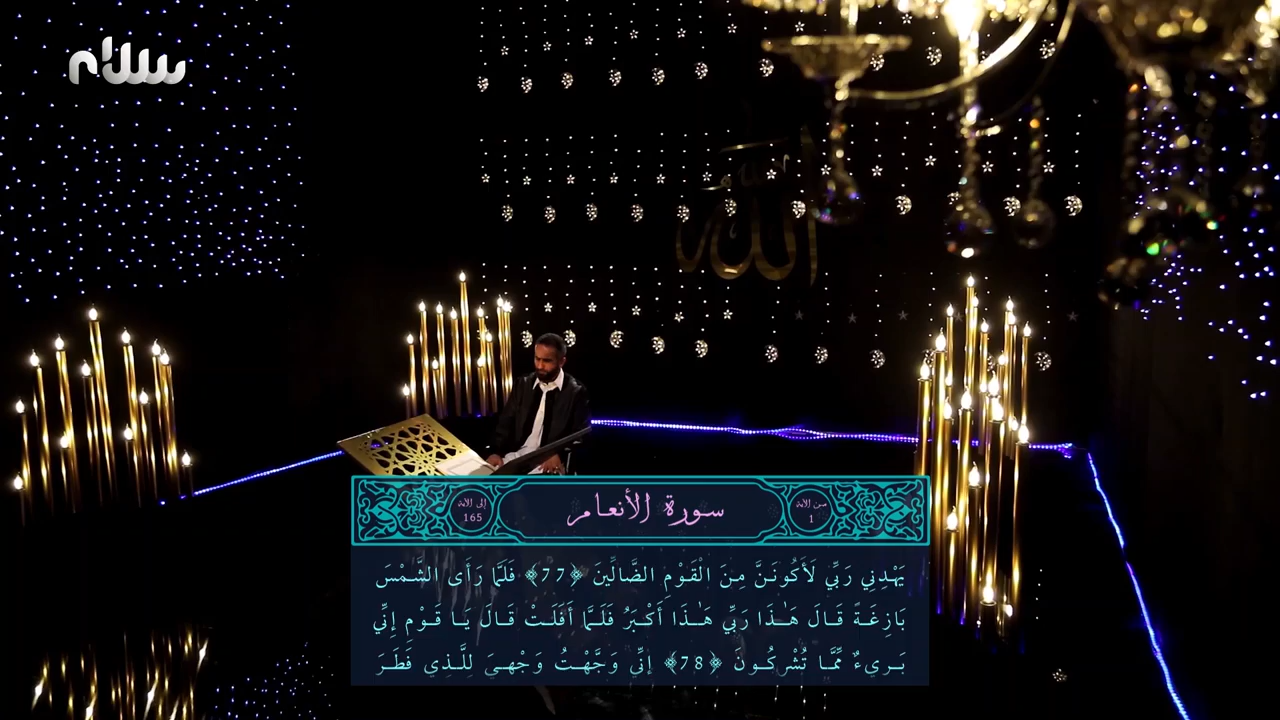 سلام
الله
من الآية
1
سورة الأنعام
إلى الآية
165
يَهْدِنِي رَبِّي لَأَكُونَنَّ مِنَ الْقَوْمِ الضَّالِّينَ ﴿77﴾ فَلَمَّا رَأَى الشَّمْسَ
بَازِغَةً قَالَ هَٰذَا رَبِّي هَٰذَا أَكْبَرُ فَلَمَّا أَفَلَتْ قَالَ يَا قَوْمِ إِنِّي
بَرِيءٌ مِّمَّا تُشْرِكُونَ ﴿78﴾ إِنِّي وَجَّهْتُ وَجْهِيَ لِلَّذِي فَطَرَ